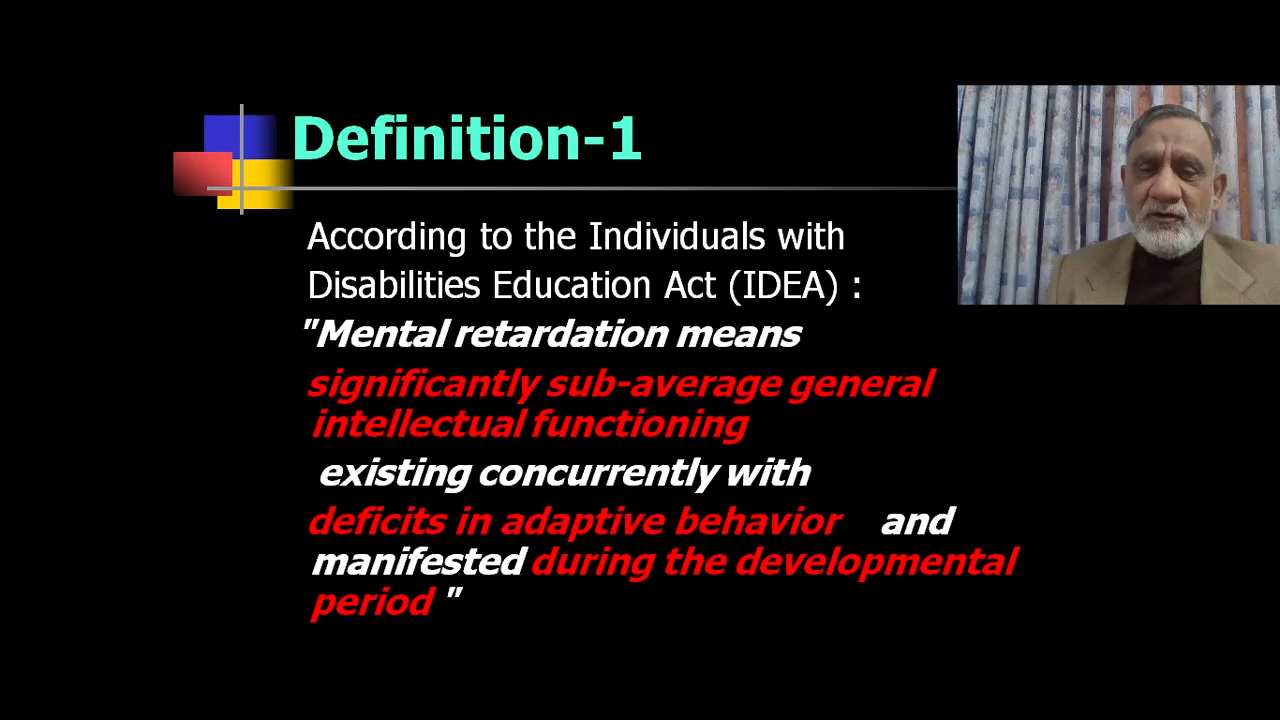 Definition-1
According to the Individuals with
Disabilities Education Act (IDEA) :
"Mental retardation means
significantly sub-average general
intellectual functioning
existing concurrently with
deficits in adaptive behavior and
manifested during the developmental
period "